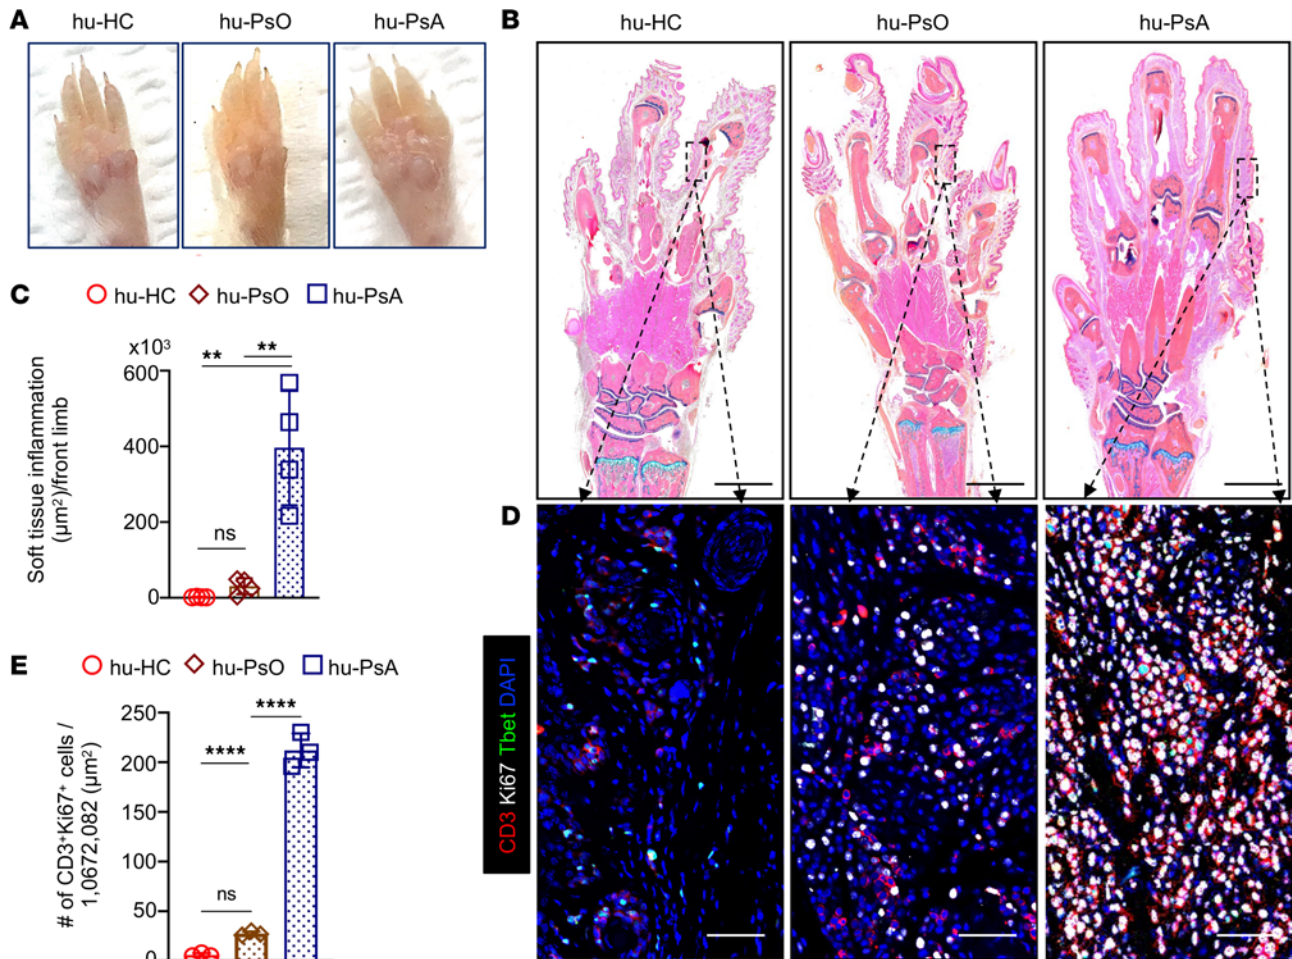 A
hu-HC
hu-PsO
hu-PsA
B
hu-HC
hu-PsO
hu-PsA
C
hu-HC
hu-PsO
hu-PsA
x10³
**
**
600
400
200
0
ns
Soft tissue inflammation
(µm²)/front limb
D
CD3 Ki67 Tbet DAPI
E
hu-HC
hu-PsO
hu-PsA
****
****
250
200
150
100
50
0
ns
# of CD3⁺Ki67⁺ cells /
1,0672,082 (µm²)